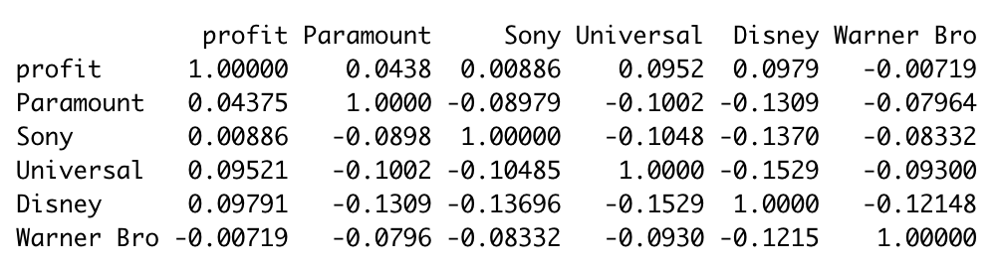 profit Paramount Sony Universal Disney Warner Bro
profit 1.00000 0.0438 0.00886 0.0952 0.0979 -0.00719
Paramount 0.04375 1.0000 -0.08979 -0.1002 -0.1309 -0.07964
Sony 0.00886 -0.0898 1.00000 -0.1048 -0.1370 -0.08332
Universal 0.09521 -0.1002 -0.10485 1.0000 -0.1529 -0.09300
Disney 0.09791 -0.1309 -0.13696 -0.1529 1.0000 -0.12148
Warner Bro -0.00719 -0.0796 -0.08332 -0.0930 -0.1215 1.00000